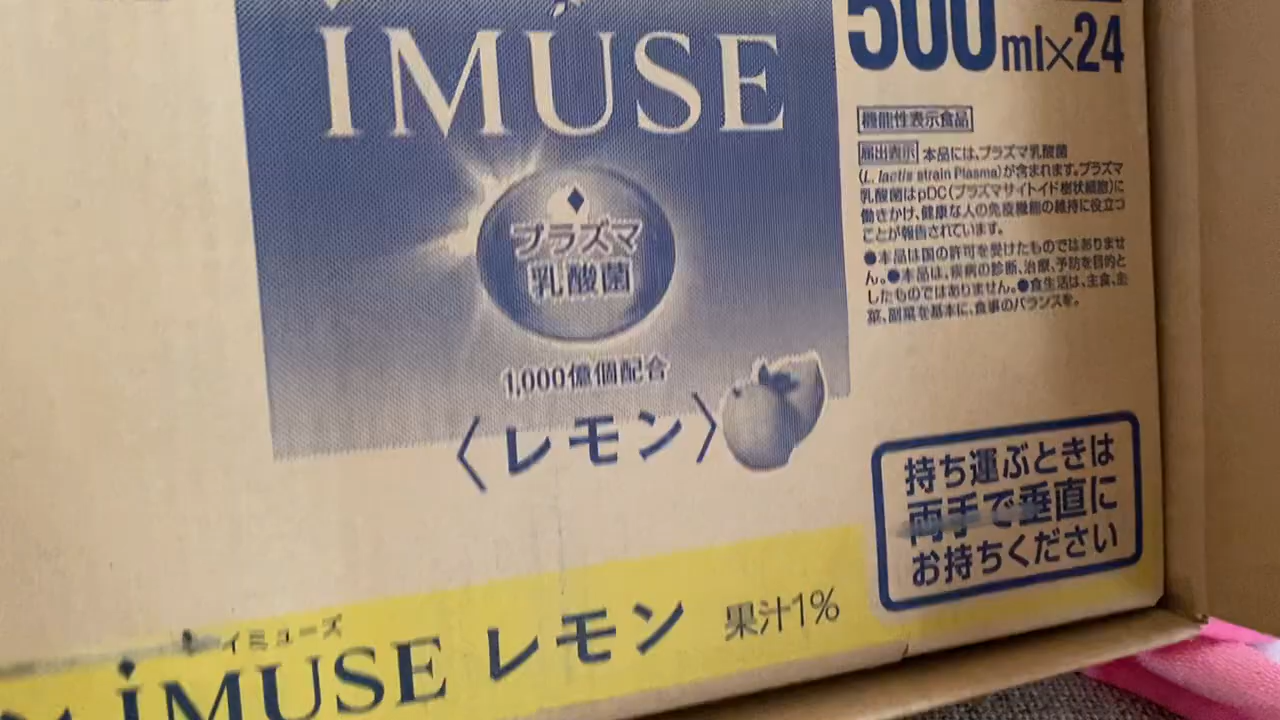 iMUSE
500ml×24
機能性表示食品
届出表示 本品には、プラズマ乳酸菌
(L. lactis strain Plasma)が含まれます。プラズマ
乳酸菌はpDC(プラズマサイトイド樹状細胞)に
働きかけ、健康な人の免疫機能の維持に役立つ
ことが報告されています。
●本品は国の許可を受けたものではありませ
ん。●本品は、疾病の診断、治療、予防を目的と
したものではありません。●食生活は、主食、主
菜、副菜を基本に、食事のバランスを。
プラズマ
乳酸菌
1,000億個配合
〈レモン〉
持ち運ぶときは
両手で垂直に
お持ちください
イミューズ
iMUSE レモン 果汁1%